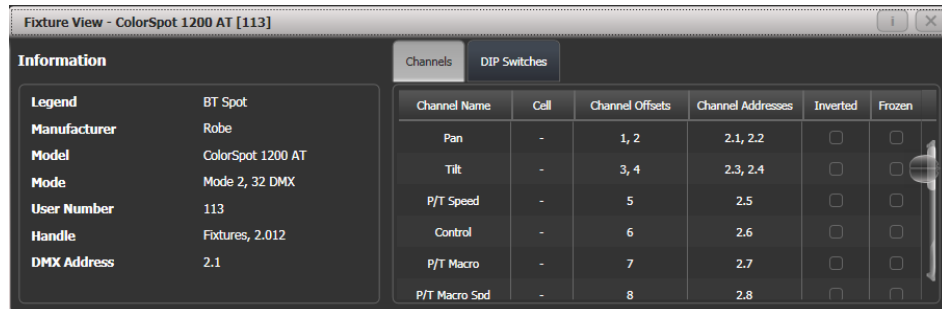 Fixture View - ColorSpot 1200 AT [113]
i
Information
Channels DIP Switches
Legend BT Spot
Manufacturer Robe
Model ColorSpot 1200 AT
Mode Mode 2, 32 DMX
User Number 113
Handle Fixtures, 2.012
DMX Address 2.1
Channel Name Cell Channel Offsets Channel Addresses Inverted Frozen
Pan - 1, 2 2.1, 2.2
Tilt - 3, 4 2.3, 2.4
P/T Speed - 5 2.5
Control - 6 2.6
P/T Macro - 7 2.7
P/T Macro Spd - 8 2.8